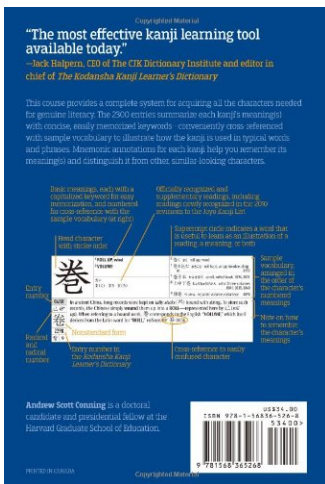 Copyrighted Material
“The most effective kanji learning tool
available today.”
—Jack Halpern, CEO of The CJK Dictionary Institute and editor in
chief of The Kodansha Kanji Learner's Dictionary
This course provides a complete system for acquiring all the characters needed
for genuine literacy. The 2500 entries summarize each kanji's meaning(s)
with concise, easily memorized keywords - conveniently cross-referenced
with sample vocabulary to illustrate how the kanji is used in typical words
and phrases. Mnemonic annotations for each kanji help you remember its
meaning(s) and distinguish it from other, similar-looking characters.
Basic meanings, each with a
capitalized keyword for easy
memorization, and numbered
for cross-reference with the
sample vocabulary (at right)
Officially recognized and
supplementary readings, including
readings newly recognized in the 2010
revisions to the Joyo Kanji List
Superscript circle indicates a word that
is useful to learn as an illustration of a
reading, a meaning, or both
Head character
with stroke order
巻
Sample
vocabulary,
arranged in
the order of
the character's
numbered
meanings
Entry
number
Note on how
to remember
the character's
meanings
Radical
and
radical
number
Nonstandard form
Entry number in
the Kodansha Kanji
Learner's Dictionary
Cross-reference to easily
confused character
Andrew Scott Conning is a doctoral
candidate and presidential fellow at the
Harvard Graduate School of Education.
US$34.00
ISBN 978-1-56836-526-8
53400>
9 781568 365268
PRINTED IN CANADA
Copyrighted Material